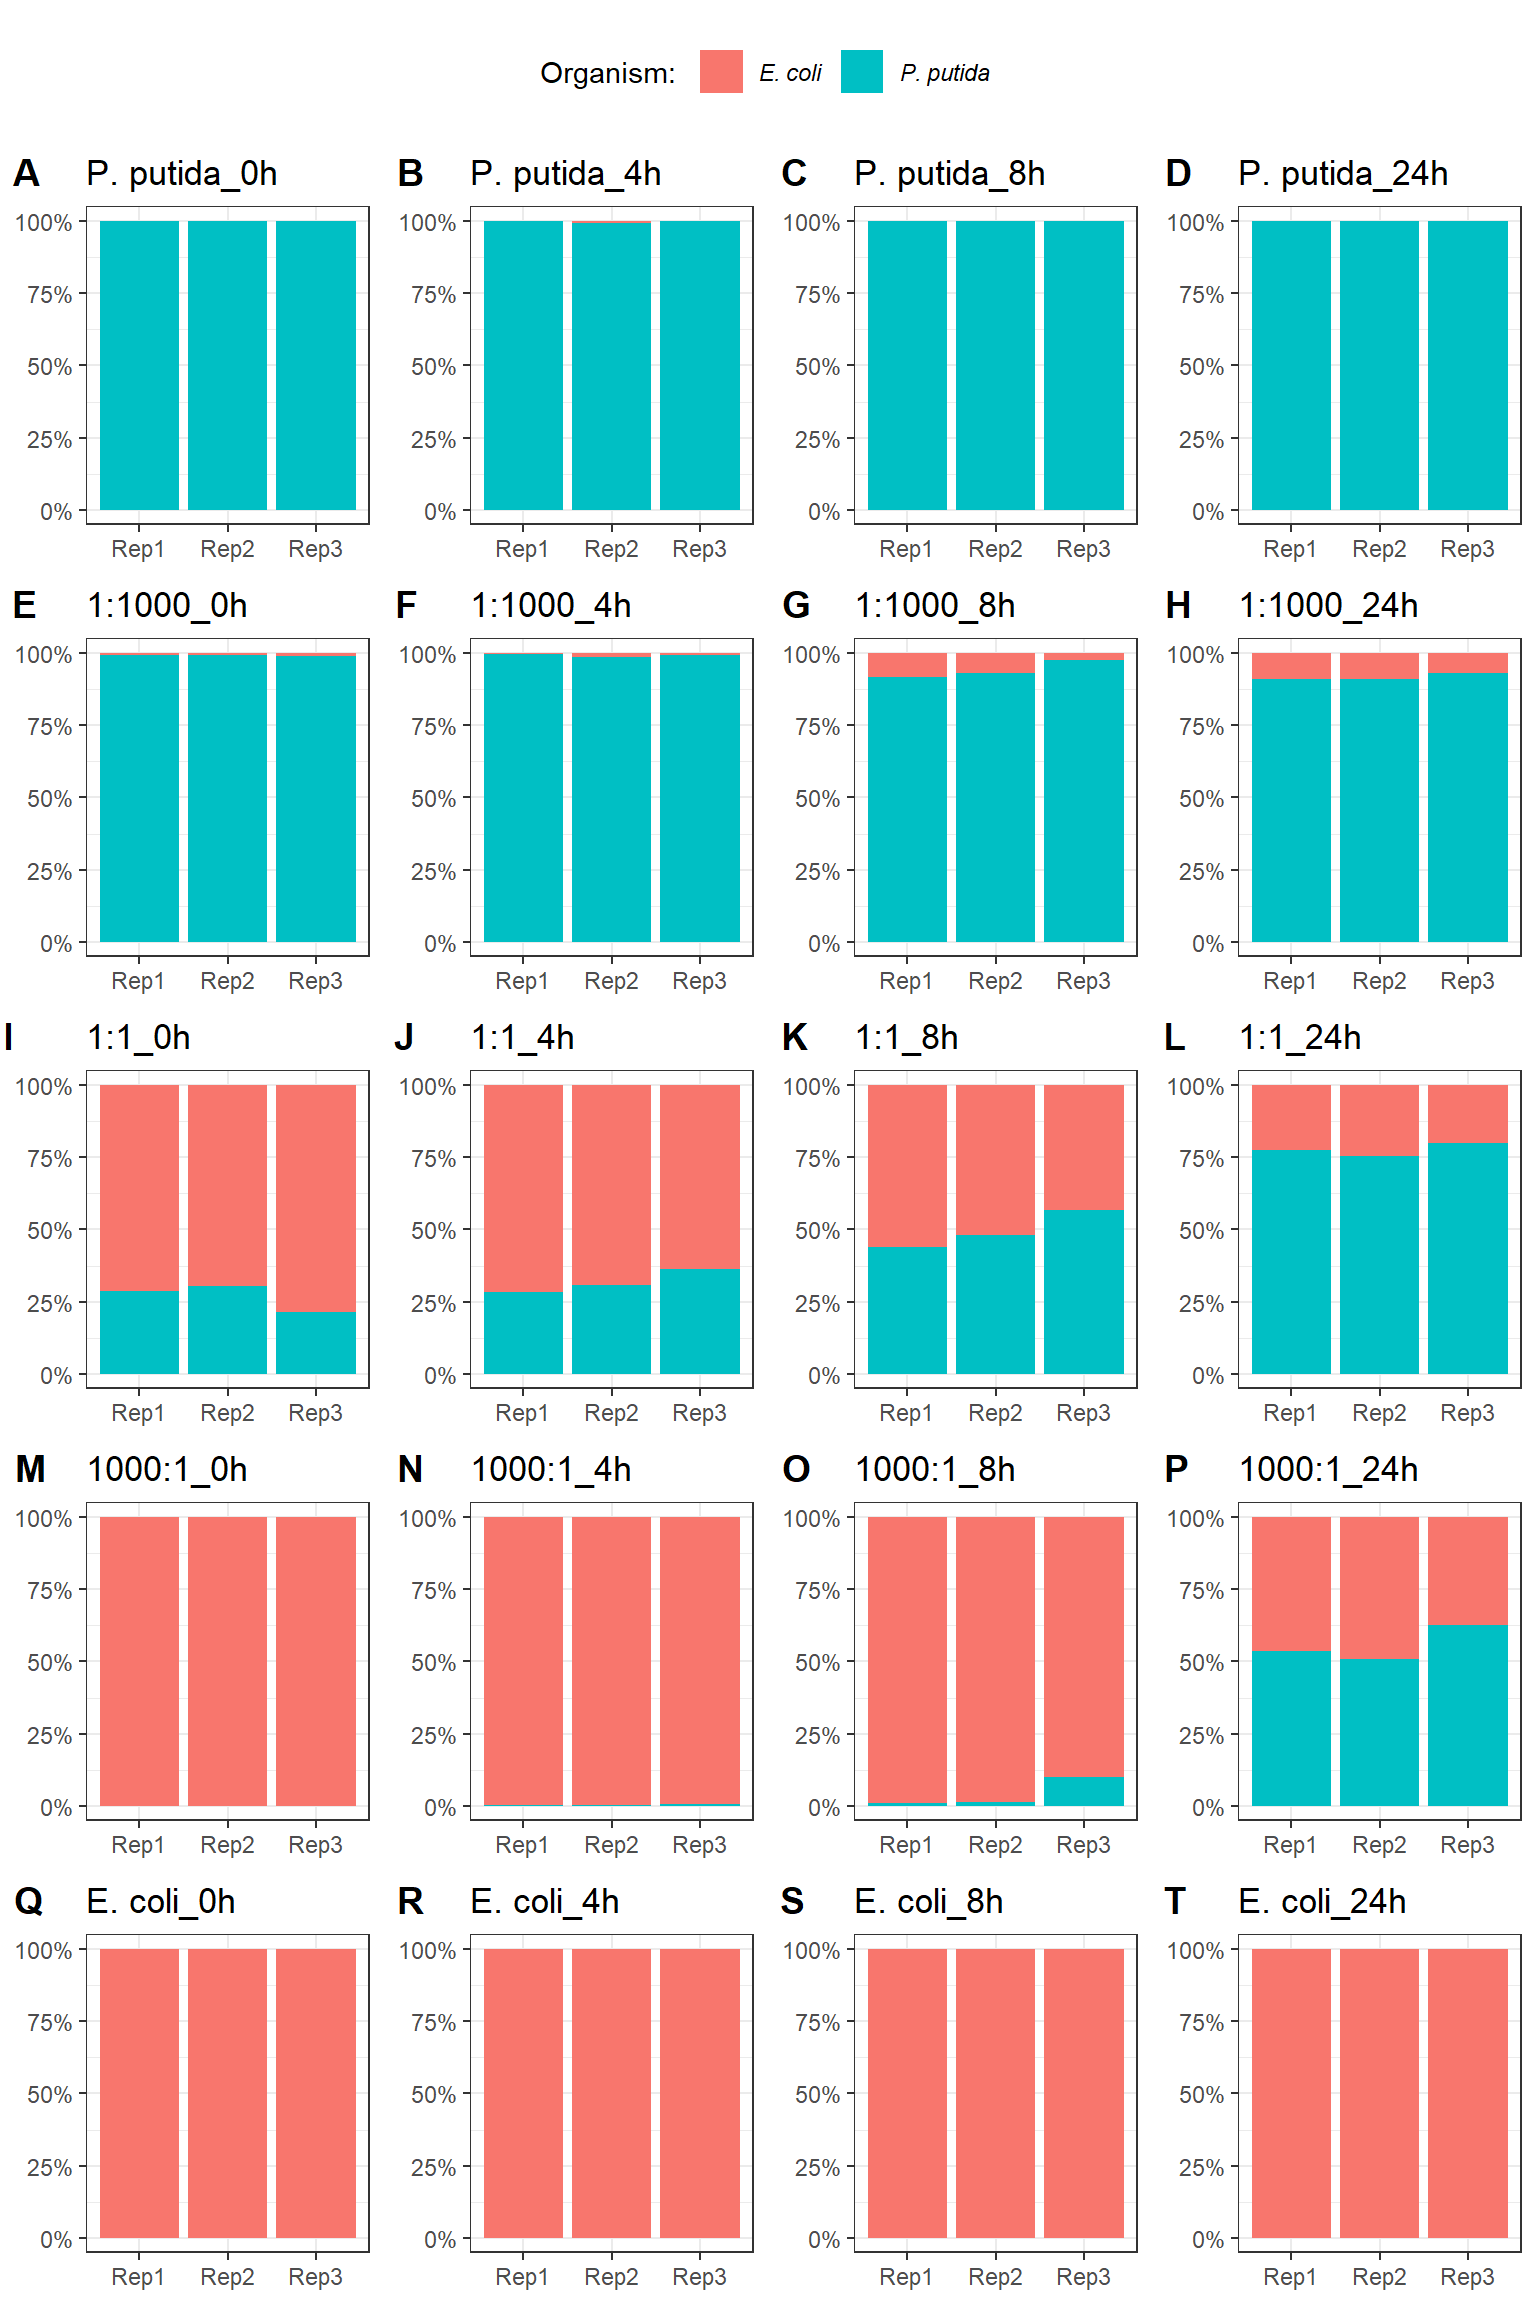 Organism: E. coli P. putida
A P. putida_0h B P. putida_4h C P. putida_8h D P. putida_24h
100% 100% 100% 100%
75% 75% 75% 75%
50% 50% 50% 50%
25% 25% 25% 25%
0% 0% 0% 0%
Rep1 Rep2 Rep3 Rep1 Rep2 Rep3 Rep1 Rep2 Rep3 Rep1 Rep2 Rep3
E 1:1000_0h F 1:1000_4h G 1:1000_8h H 1:1000_24h
100% 100% 100% 100%
75% 75% 75% 75%
50% 50% 50% 50%
25% 25% 25% 25%
0% 0% 0% 0%
Rep1 Rep2 Rep3 Rep1 Rep2 Rep3 Rep1 Rep2 Rep3 Rep1 Rep2 Rep3
I 1:1_0h J 1:1_4h K 1:1_8h L 1:1_24h
100% 100% 100% 100%
75% 75% 75% 75%
50% 50% 50% 50%
25% 25% 25% 25%
0% 0% 0% 0%
Rep1 Rep2 Rep3 Rep1 Rep2 Rep3 Rep1 Rep2 Rep3 Rep1 Rep2 Rep3
M 1000:1_0h N 1000:1_4h O 1000:1_8h P 1000:1_24h
100% 100% 100% 100%
75% 75% 75% 75%
50% 50% 50% 50%
25% 25% 25% 25%
0% 0% 0% 0%
Rep1 Rep2 Rep3 Rep1 Rep2 Rep3 Rep1 Rep2 Rep3 Rep1 Rep2 Rep3
Q E. coli_0h R E. coli_4h S E. coli_8h T E. coli_24h
100% 100% 100% 100%
75% 75% 75% 75%
50% 50% 50% 50%
25% 25% 25% 25%
0% 0% 0% 0%
Rep1 Rep2 Rep3 Rep1 Rep2 Rep3 Rep1 Rep2 Rep3 Rep1 Rep2 Rep3